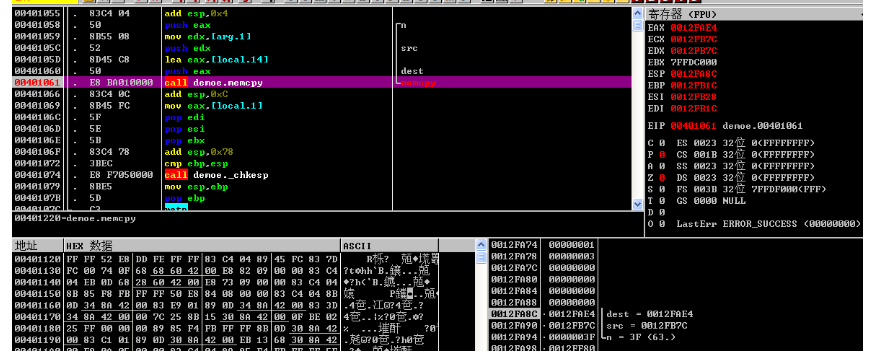 00401055 . 83C4 04 add esp,0x4
00401058 . 50 push eax n
00401059 . 8B55 08 mov edx,[arg.1]
0040105C . 52 push edx src
0040105D . 8D45 C8 lea eax,[local.14]
00401060 . 50 push eax dest
00401061 . E8 BA010000 call demoe.memcpy memcpy
00401066 . 83C4 0C add esp,0xC
00401069 . 8B45 FC mov eax,[local.1]
0040106C . 5F pop edi
0040106D . 5E pop esi
0040106E . 5B pop ebx
0040106F . 83C4 78 add esp,0x78
00401072 . 3BEC cmp ebp,esp
00401074 . E8 F7050000 call demoe._chkesp
00401079 . 8BE5 mov esp,ebp
0040107B . 5D pop ebp
0040107C . C3 retn
00401220=demoe.memcpy
寄存器 (FPU)
EAX 0012FAE4
ECX 0012FB7C
EDX 0012FB7C
EBX 7FFDC000
ESP 0012FA8C
EBP 0012FB1C
ESI 0012FB28
EDI 0012FB1C
EIP 00401061 demoe.00401061
C 0 ES 0023 32位 0(FFFFFFFF)
P 0 CS 001B 32位 0(FFFFFFFF)
A 0 SS 0023 32位 0(FFFFFFFF)
Z 0 DS 0023 32位 0(FFFFFFFF)
S 0 FS 003B 32位 7FFDF000(FFF)
T 0 GS 0000 NULL
D 0
O 0 LastErr ERROR_SUCCESS (00000000)
地址 HEX 数据 ASCII
00401120 FF FF 52 E8 DD FE FF FF 83 C4 04 89 45 FC 83 7D
00401130 FC 00 74 0F 68 68 60 42 00 E8 82 09 00 00 83 C4
00401140 04 EB 0D 68 28 60 42 00 E8 73 09 00 00 83 C4 04
00401150 8B 85 F8 FB FF FF 50 E8 84 08 00 00 83 C4 04 8B
00401160 0D 34 8A 42 00 83 E9 01 89 0D 34 8A 42 00 83 3D
00401170 34 8A 42 00 00 7C 25 8B 15 30 8A 42 00 0F BE 02
00401180 25 FF 00 00 00 89 85 F4 FB FF FF 8B 0D 30 8A 42
00401190 00 83 C1 01 89 0D 30 8A 42 00 EB 13 68 30 8A 42
0012FA74 00000001
0012FA78 00000003
0012FA7C 00000000
0012FA80 00000000
0012FA84 00000000
0012FA88 00000000
0012FA8C 0012FAE4 dest = 0012FAE4
0012FA90 0012FB7C src = 0012FB7C
0012FA94 0000003F n = 3F (63.)
0012FA98 0012FF80